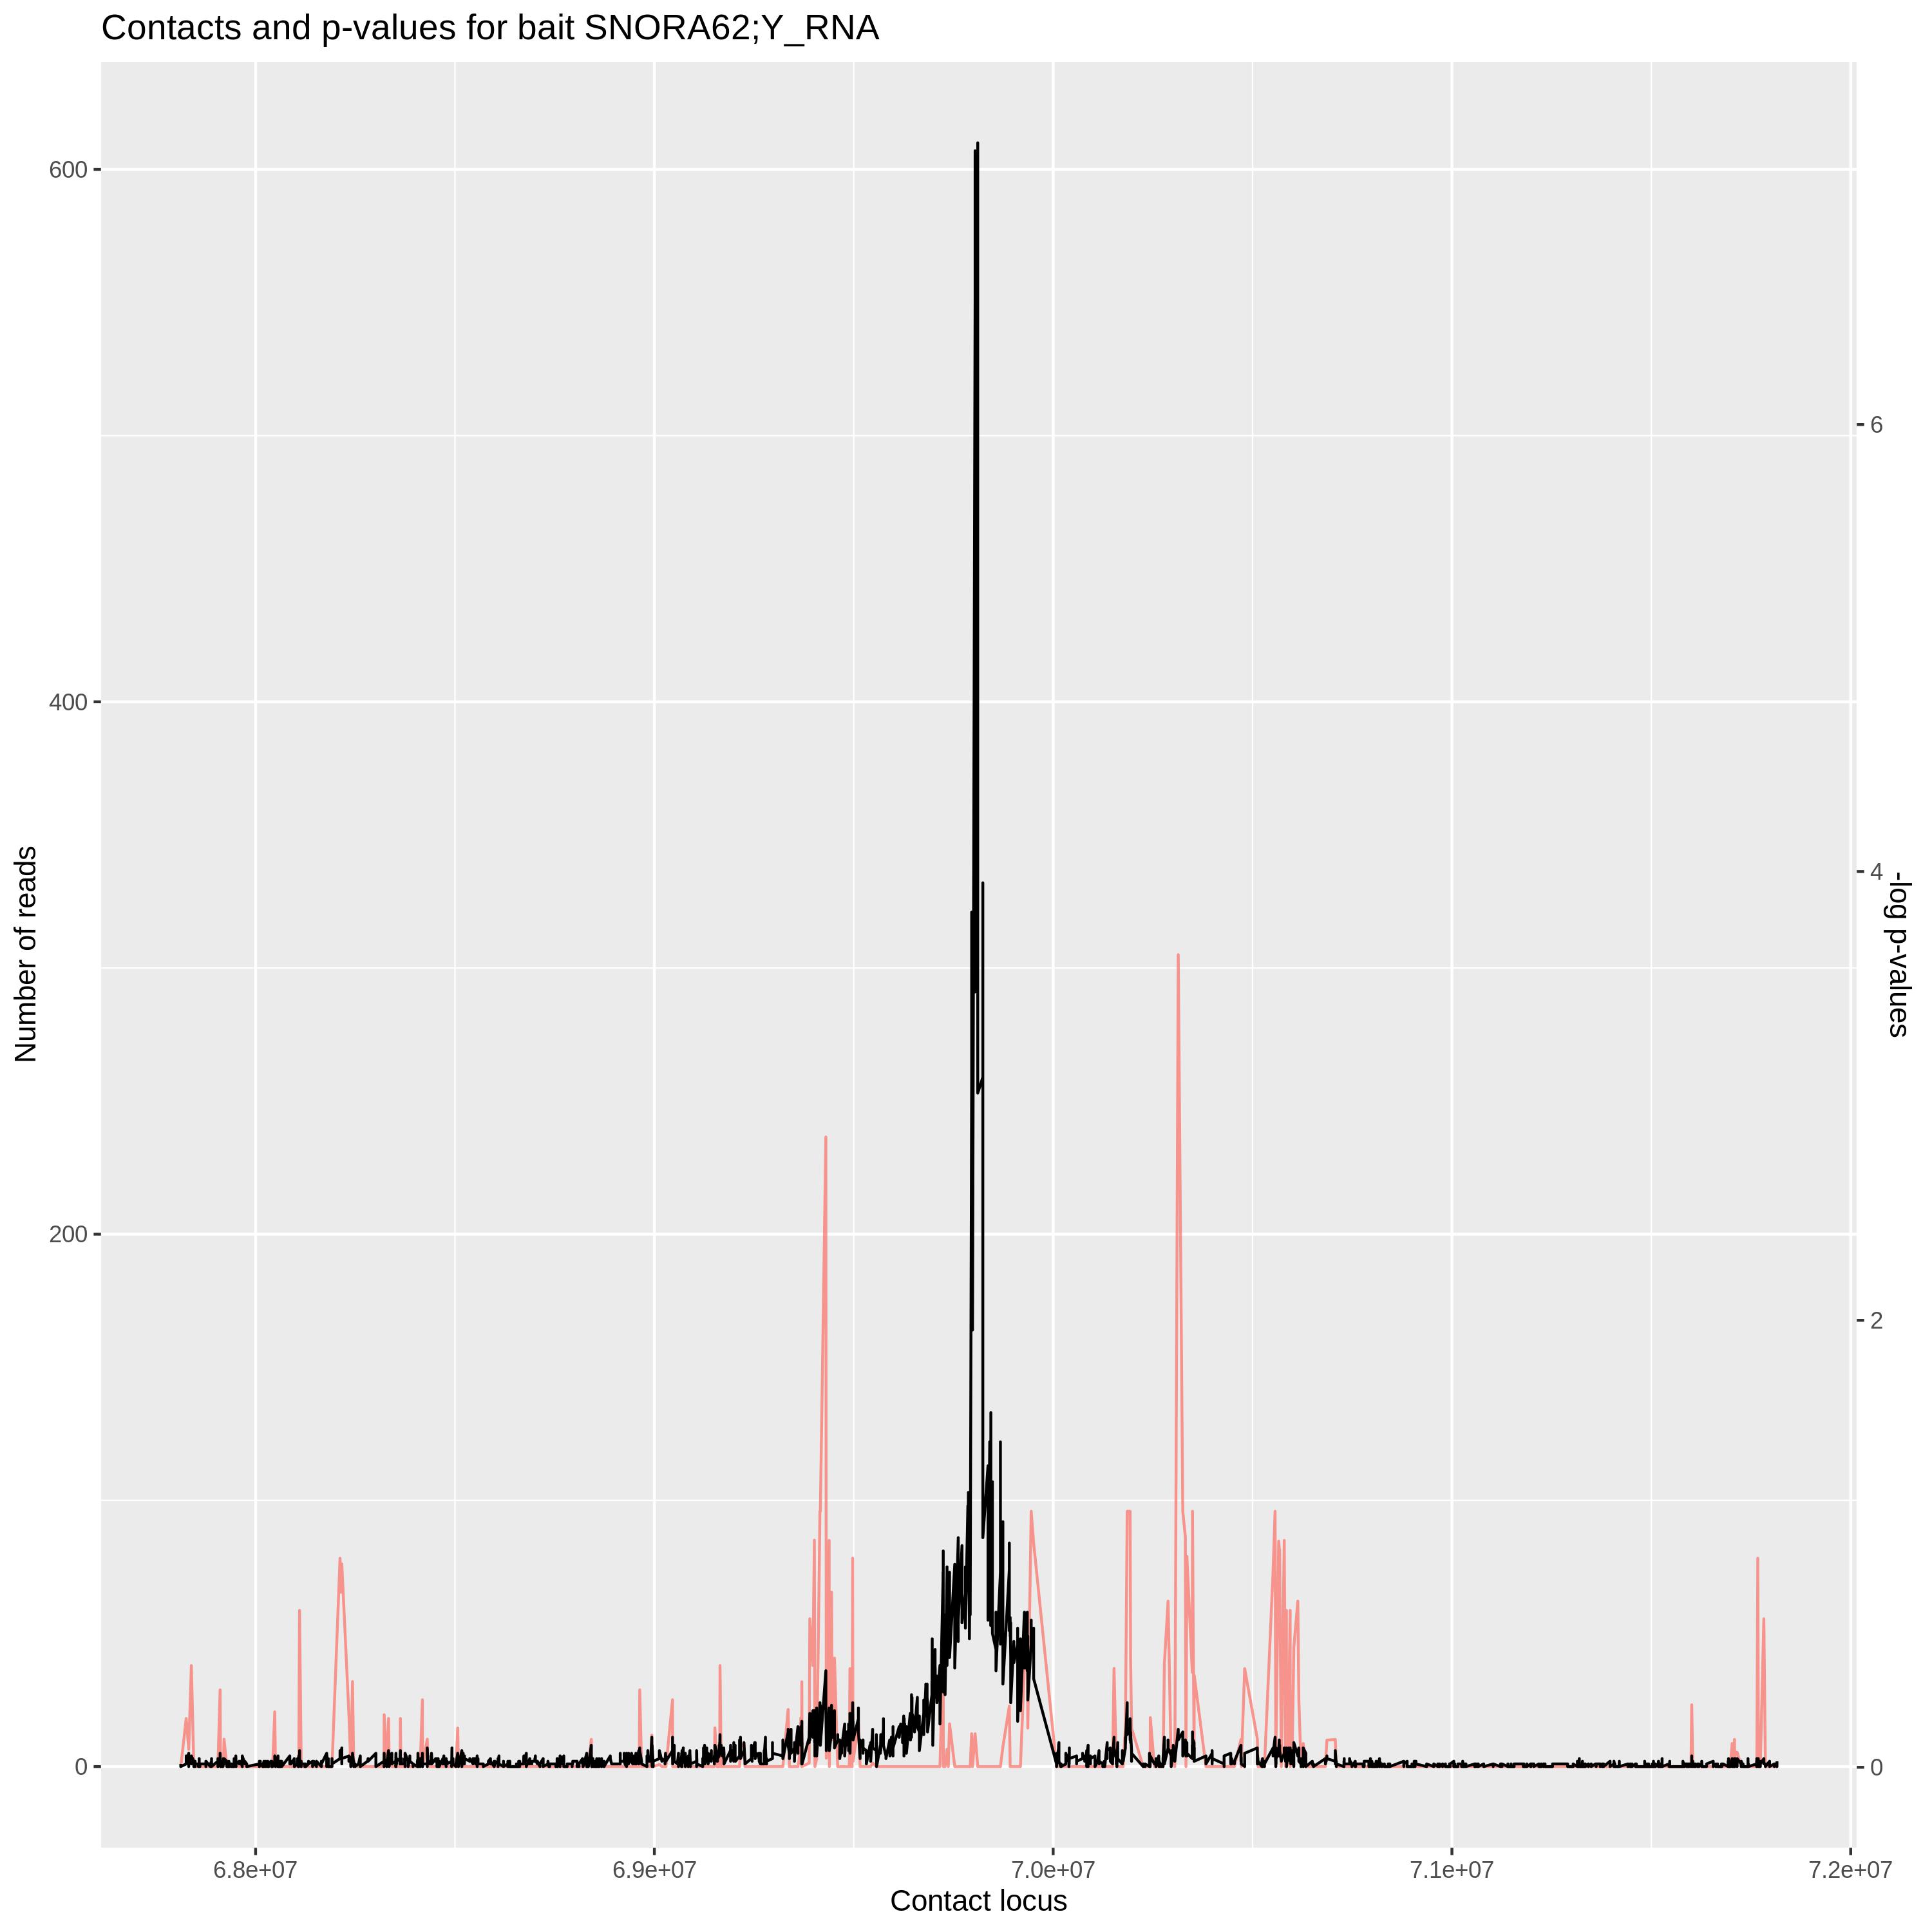 Contacts and p-values for bait SNORA62;Y_RNA
600
400
200
0
Number of reads
6
4
2
0
-log p-values
6.8e+07 6.9e+07 7.0e+07 7.1e+07 7.2e+07
Contact locus